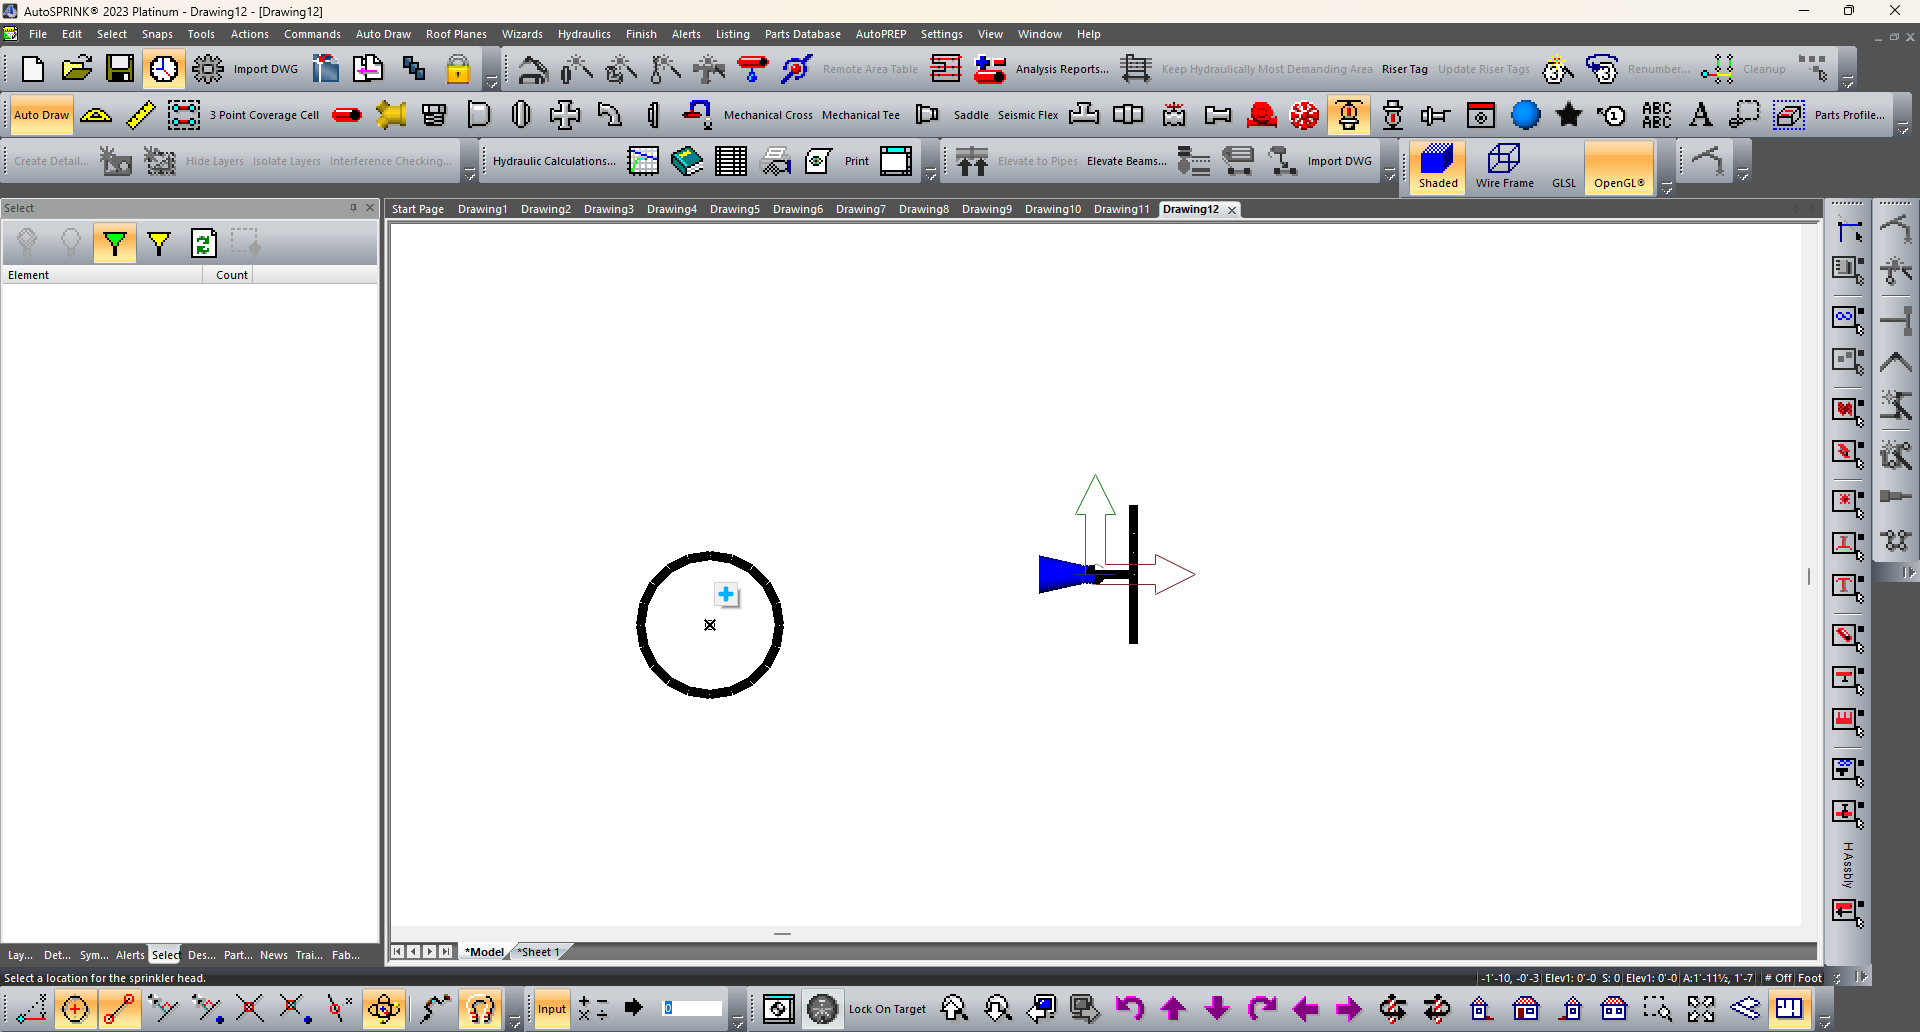 AutoSPRINK® 2023 Platinum - Drawing12 - [Drawing12]
File Edit Select Snaps Tools Actions Commands Auto Draw Roof Planes Wizards Hydraulics Finish Alerts Listing Parts Database AutoPREP Settings View Window Help
Import DWG Remote Area Table Analysis Reports... Keep Hydraulically Most Demanding Area Riser Tag Update Riser Tags Renumber... Cleanup
Auto Draw 3 Point Coverage Cell Mechanical Cross Mechanical Tee Saddle Seismic Flex ABC ABC A Parts Profile...
Create Detail... Hide Layers Isolate Layers Interference Checking... Hydraulic Calculations... Print Elevate to Pipes Elevate Beams... Import DWG Shaded Wire Frame GLSL OpenGL®
Select
Start Page Drawing1 Drawing2 Drawing3 Drawing4 Drawing5 Drawing6 Drawing7 Drawing8 Drawing9 Drawing10 Drawing11 Drawing12
Element Count
HAssbly
Lay... Det... Sym... Alerts Select Des... Part... News Trai... Fab...
*Model *Sheet 1
Select a location for the sprinkler head.
-1'-10, -0'-3 Elev1: 0'-0 S: 0 Elev1: 0'-0 A:1'-11½, 1'-7 # Off Foot
Input 0 Lock On Target